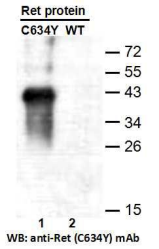 Ret protein
C634Y WT
72
55
43
34
26
15
1 2
WB: anti-Ret (C634Y) mAb